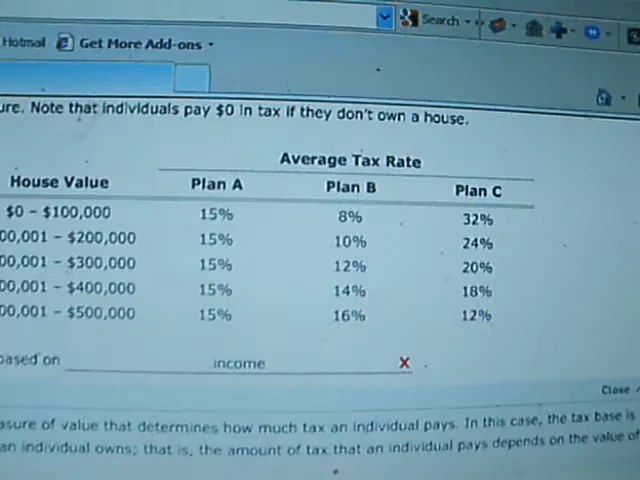 Search
Hotmail Get More Add-ons
ure. Note that individuals pay $0 in tax if they don't own a house.
Average Tax Rate
House Value Plan A Plan B Plan C
$0 – $100,000 15% 8% 32%
00,001 – $200,000 15% 10% 24%
00,001 – $300,000 15% 12% 20%
00,001 – $400,000 15% 14% 18%
00,001 – $500,000 15% 16% 12%
based on income X .
Close
asure of value that determines how much tax an individual pays. In this case, the tax base is
an individual owns; that is, the amount of tax that an individual pays depends on the value of